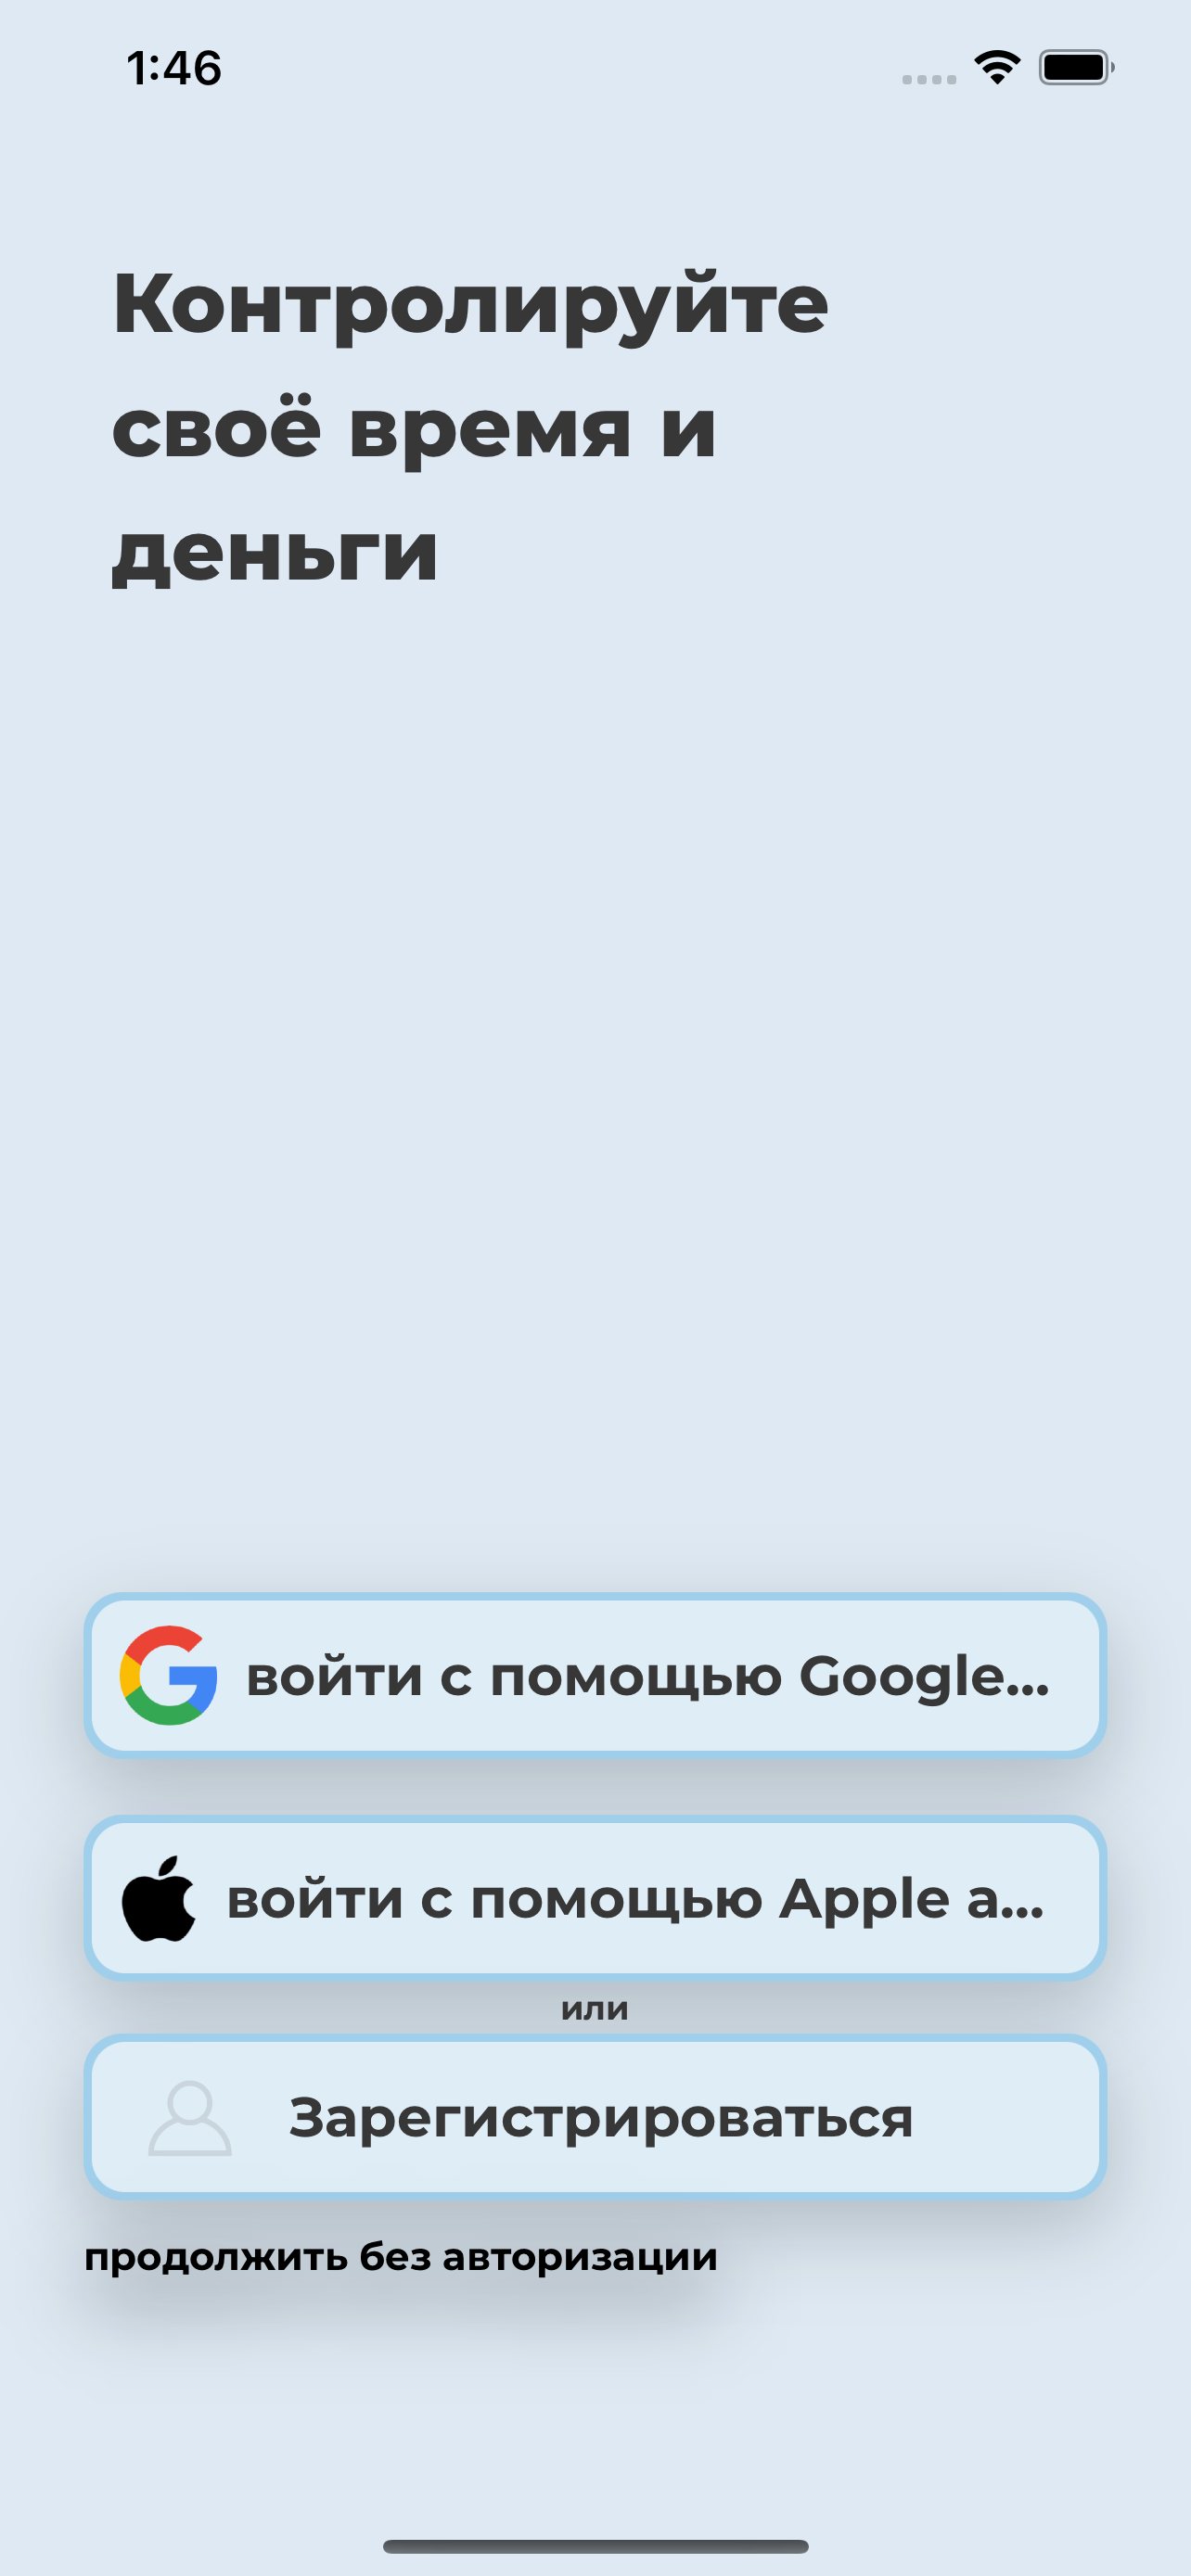 1:46
Контролируйте
своё время и
деньги
войти с помощью Google...
войти с помощью Apple a...
или
Зарегистрироваться
продолжить без авторизации